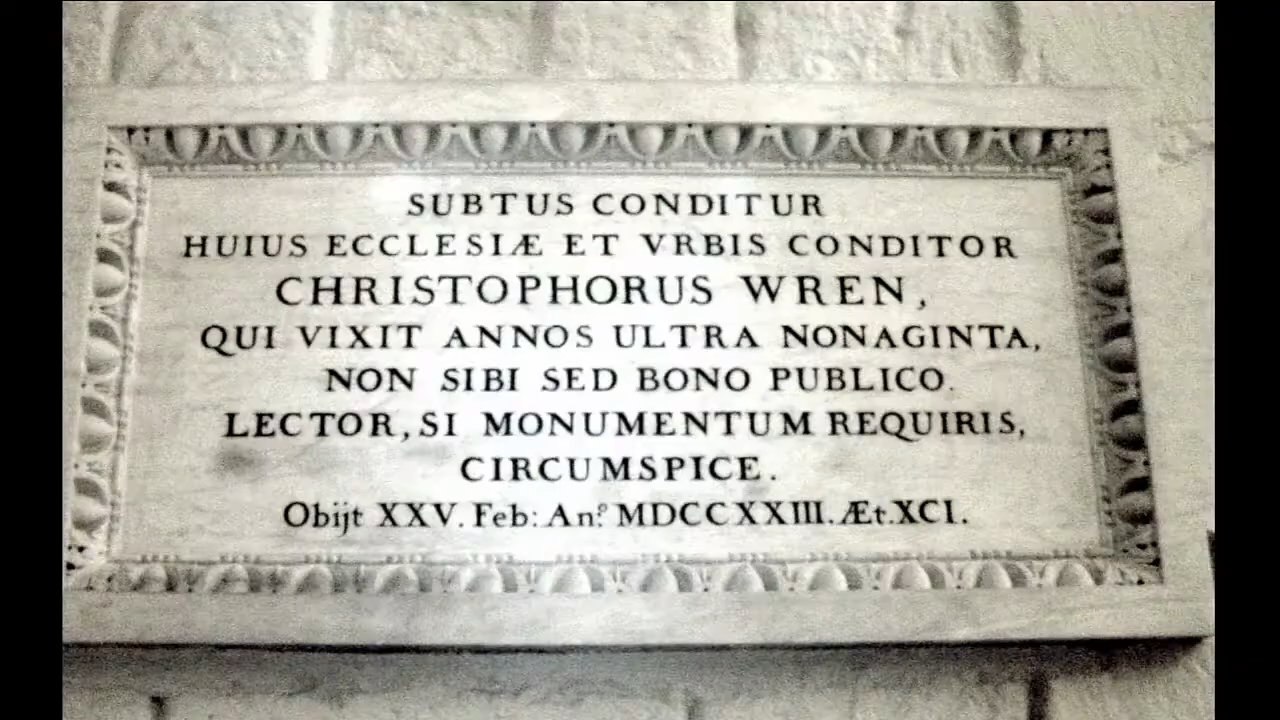 SUBTUS CONDITUR
HUIUS ECCLESIÆ ET VRBIS CONDITOR
CHRISTOPHORUS WREN,
QUI VIXIT ANNOS ULTRA NONAGINTA,
NON SIBI SED BONO PUBLICO.
LECTOR, SI MONUMENTUM REQUIRIS,
CIRCUMSPICE.
Obijt XXV. Feb: Anº. MDCCXXIII. Æt. XCI.